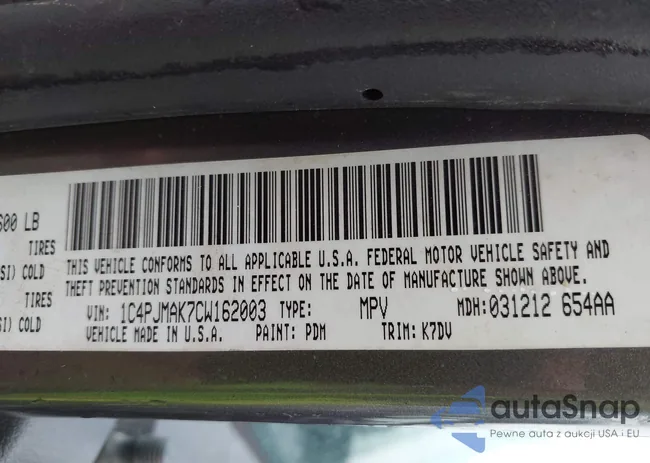 600 LB
TIRES
SI) COLD
TIRES
SI) COLD
THIS VEHICLE CONFORMS TO ALL APPLICABLE U.S.A. FEDERAL MOTOR VEHICLE SAFETY AND
THEFT PREVENTION STANDARDS IN EFFECT ON THE DATE OF MANUFACTURE SHOWN ABOVE.
VIN: 1C4PJMAK7CW162003 TYPE: MPV MDH: 031212 654AA
VEHICLE MADE IN U.S.A. PAINT: PDM TRIM: K7DV
autaSnap
Pewne auta z aukcji USA i EU